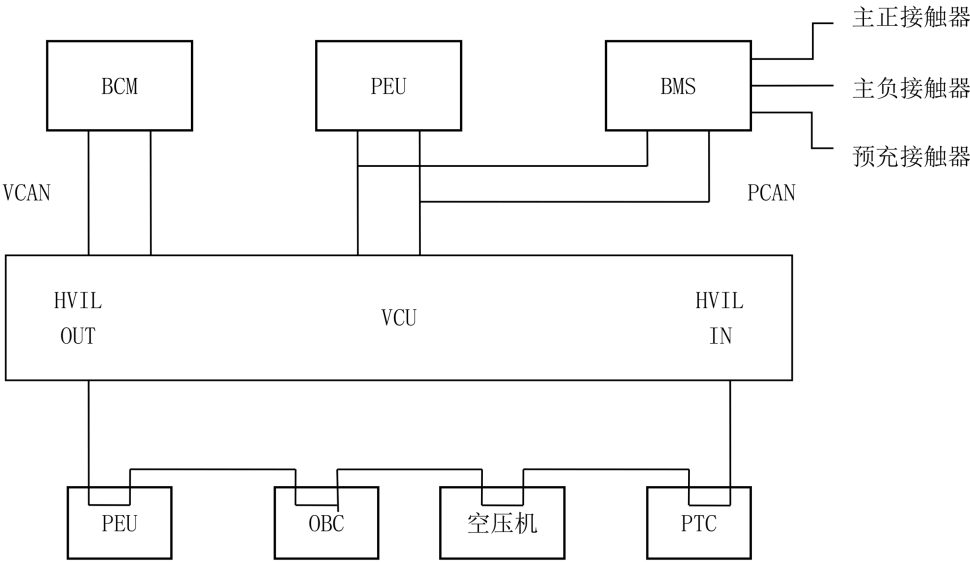 主正接触器
BCM
PEU
BMS
主负接触器
预充接触器
VCAN
PCAN
HVIL
OUT
VCU
HVIL
IN
PEU
OBC
空压机
PTC